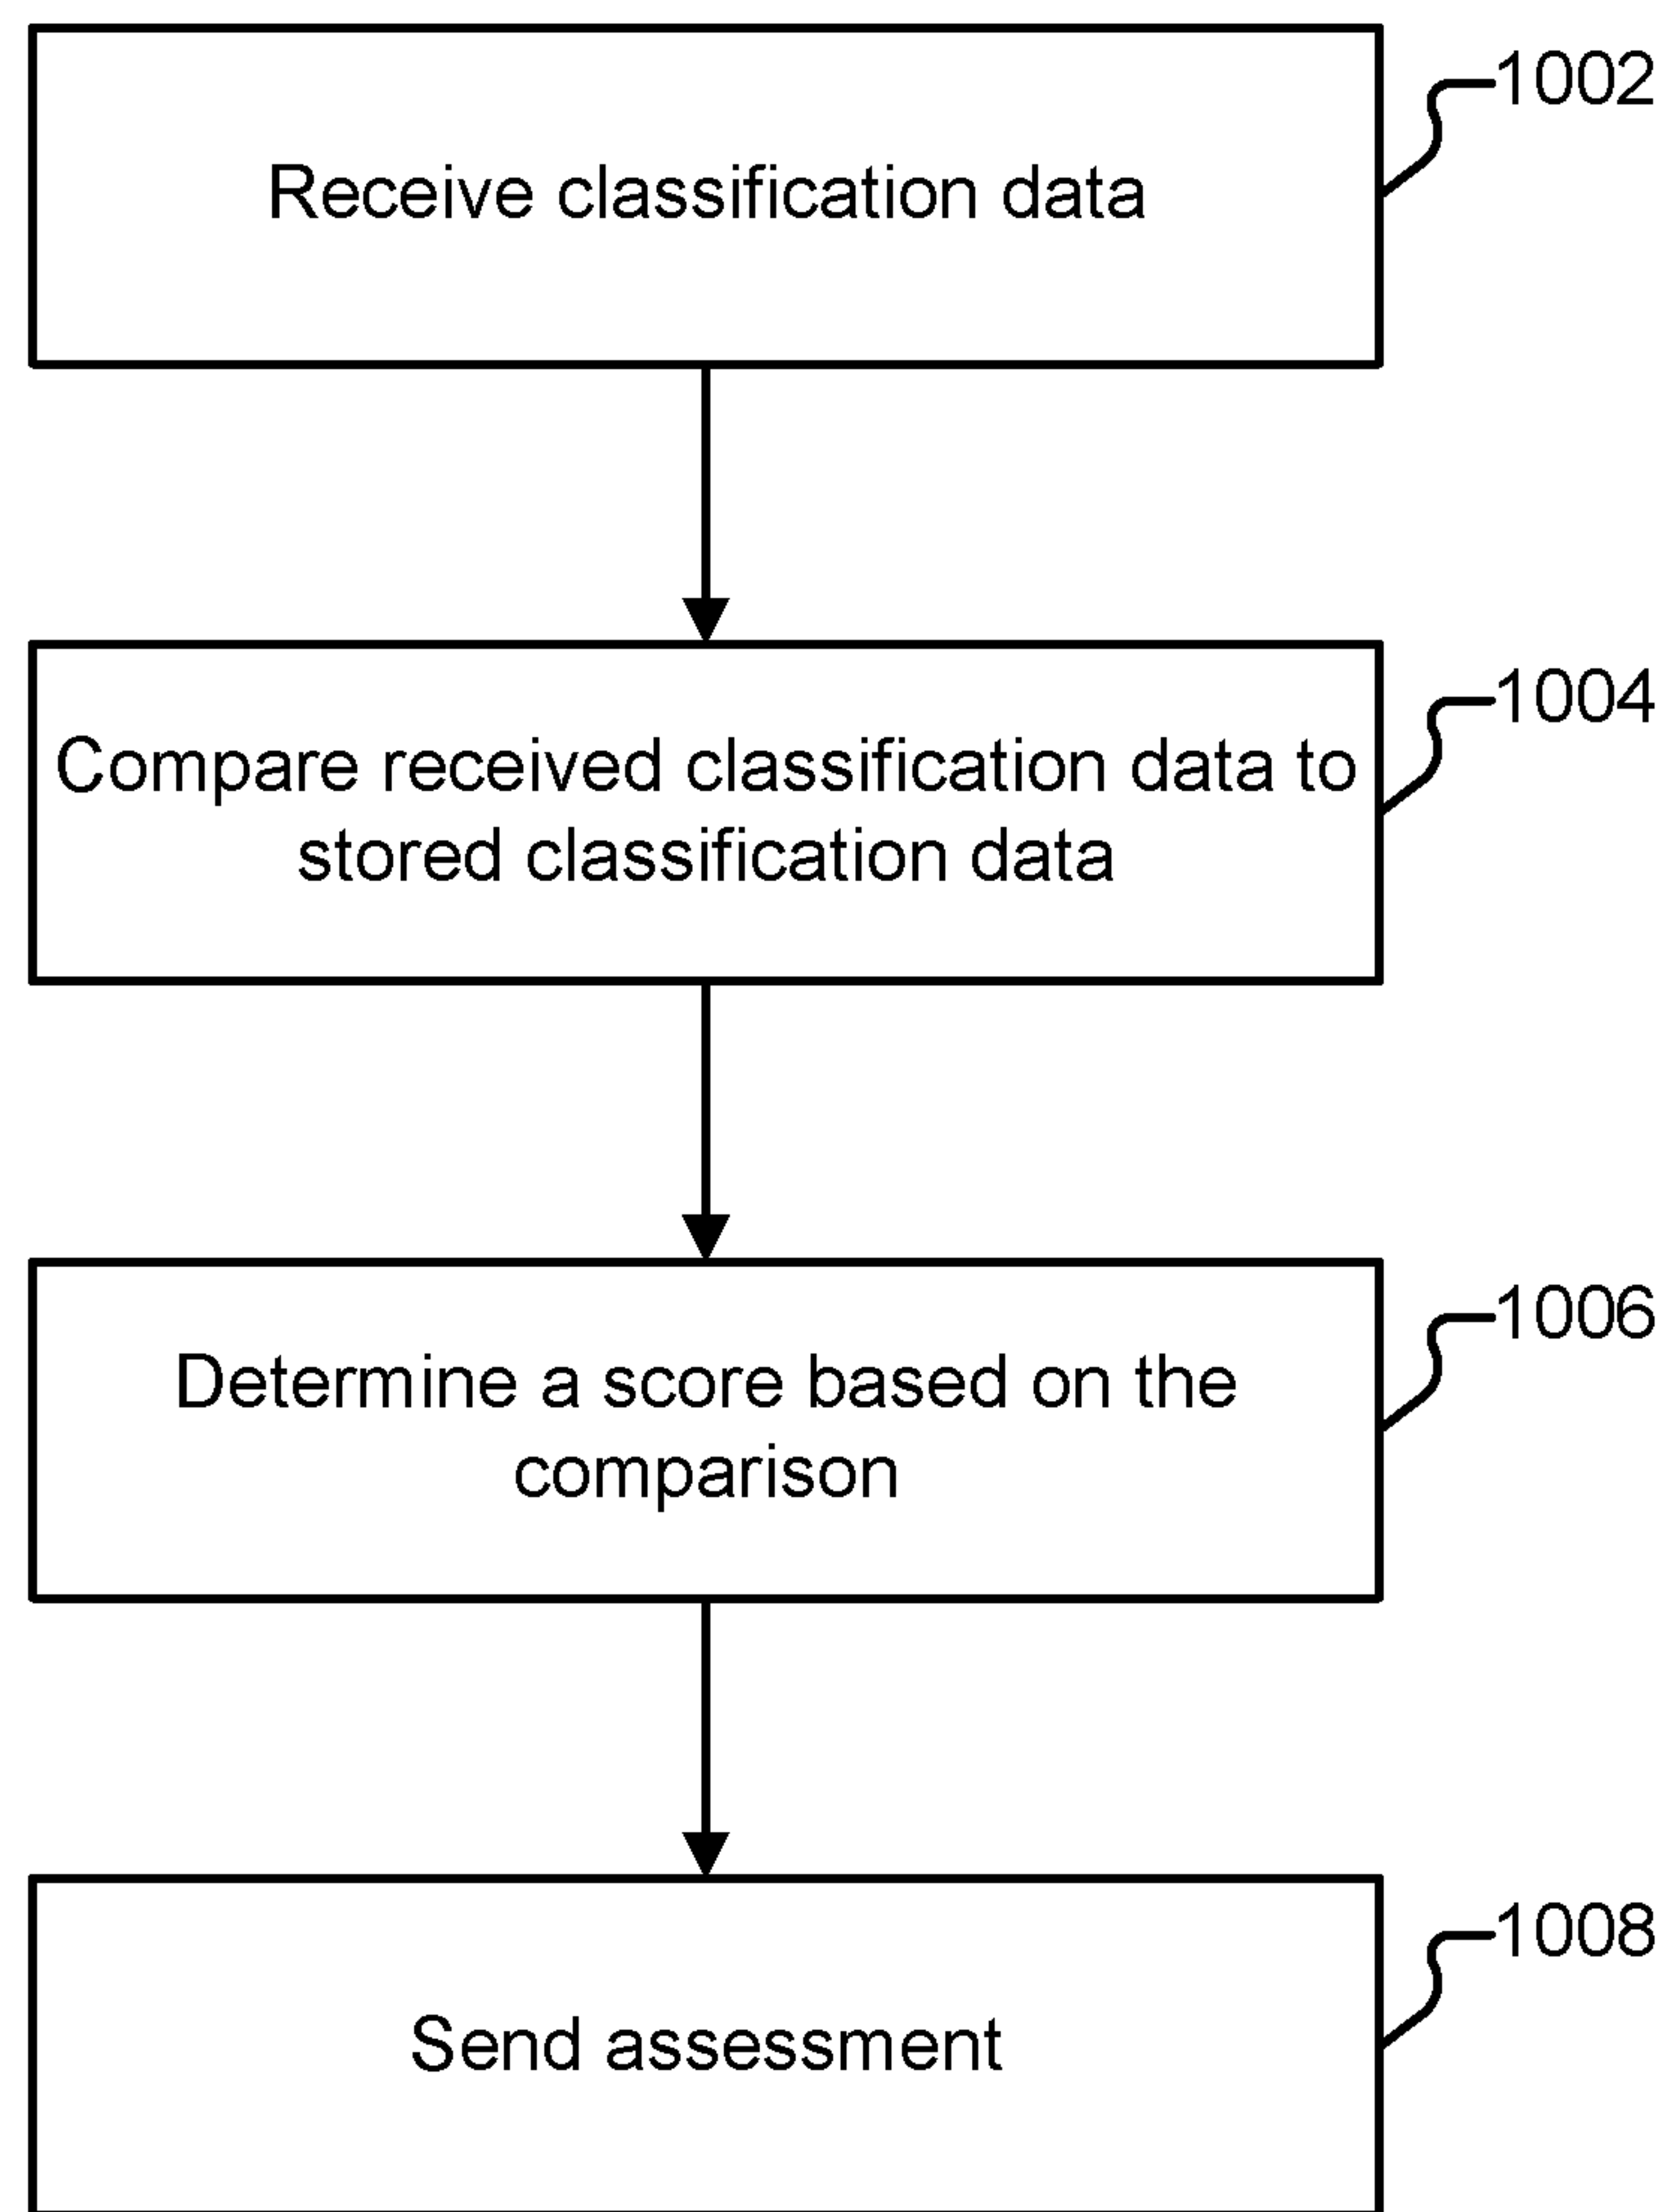 1002
Receive classification data
1004
Compare received classification data to
stored classification data
1006
Determine a score based on the
comparison
1008
Send assessment